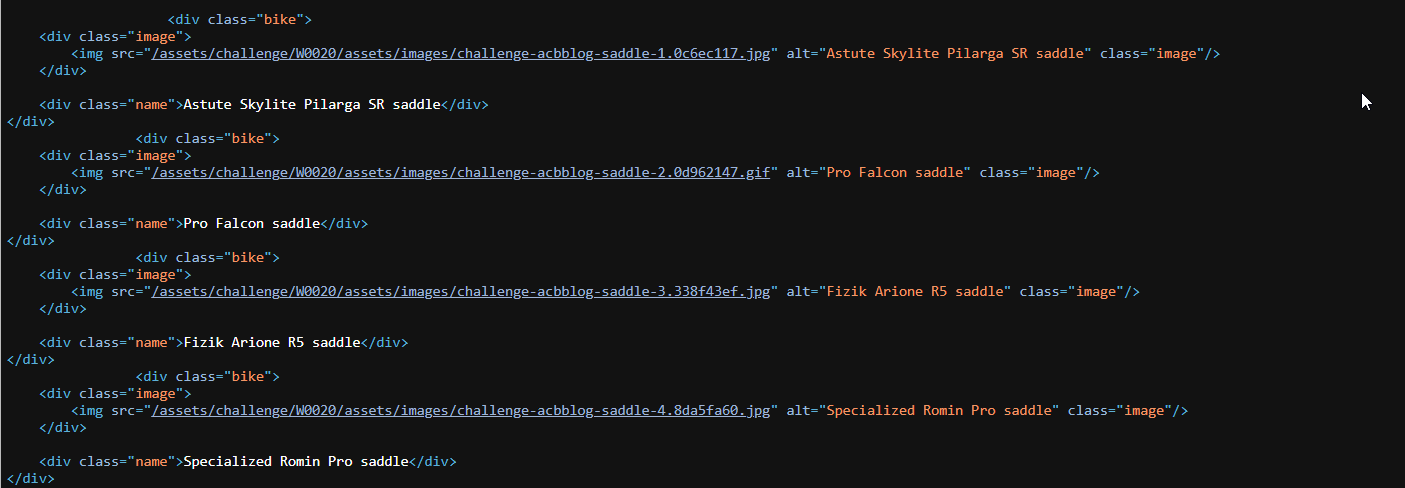 <div class="bike">
<div class="image">
<img src="/assets/challenge/W0020/assets/images/challenge-acbblog-saddle-1.0c6ec117.jpg" alt="Astute Skylite Pilarga SR saddle" class="image"/>
</div>
<div class="name">Astute Skylite Pilarga SR saddle</div>
</div>
<div class="bike">
<div class="image">
<img src="/assets/challenge/W0020/assets/images/challenge-acbblog-saddle-2.0d962147.gif" alt="Pro Falcon saddle" class="image"/>
</div>
<div class="name">Pro Falcon saddle</div>
</div>
<div class="bike">
<div class="image">
<img src="/assets/challenge/W0020/assets/images/challenge-acbblog-saddle-3.338f43ef.jpg" alt="Fizik Arione R5 saddle" class="image"/>
</div>
<div class="name">Fizik Arione R5 saddle</div>
</div>
<div class="bike">
<div class="image">
<img src="/assets/challenge/W0020/assets/images/challenge-acbblog-saddle-4.8da5fa60.jpg" alt="Specialized Romin Pro saddle" class="image"/>
</div>
<div class="name">Specialized Romin Pro saddle</div>
</div>